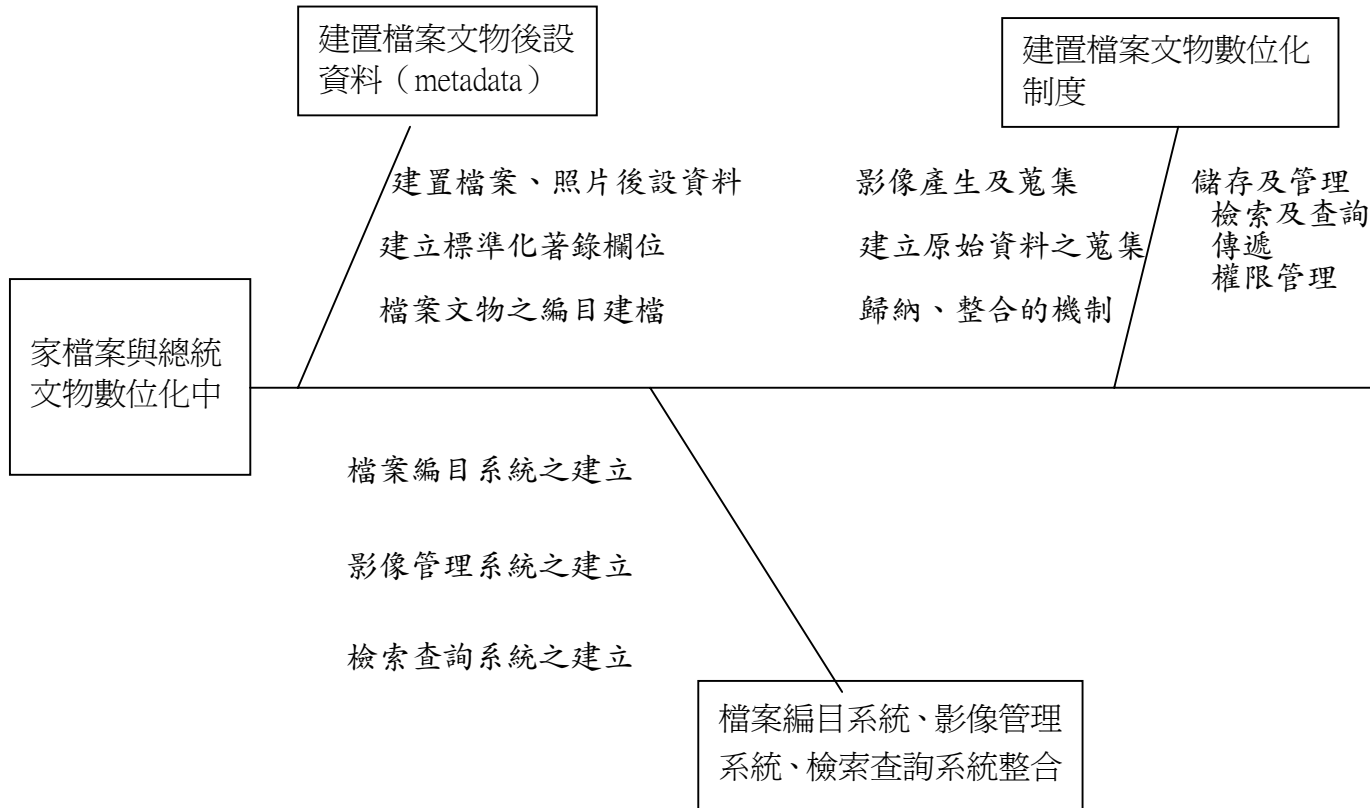 建置檔案文物後設
資料（metadata）
建置檔案文物數位化
制度
建置檔案、照片後設資料
建立標準化著錄欄位
檔案文物之編目建檔
影像產生及蒐集
建立原始資料之蒐集
歸納、整合的機制
儲存及管理
檢索及查詢
傳遞
權限管理
家檔案與總統
文物數位化中
檔案編目系統之建立
影像管理系統之建立
檢索查詢系統之建立
檔案編目系統、影像管理
系統、檢索查詢系統整合